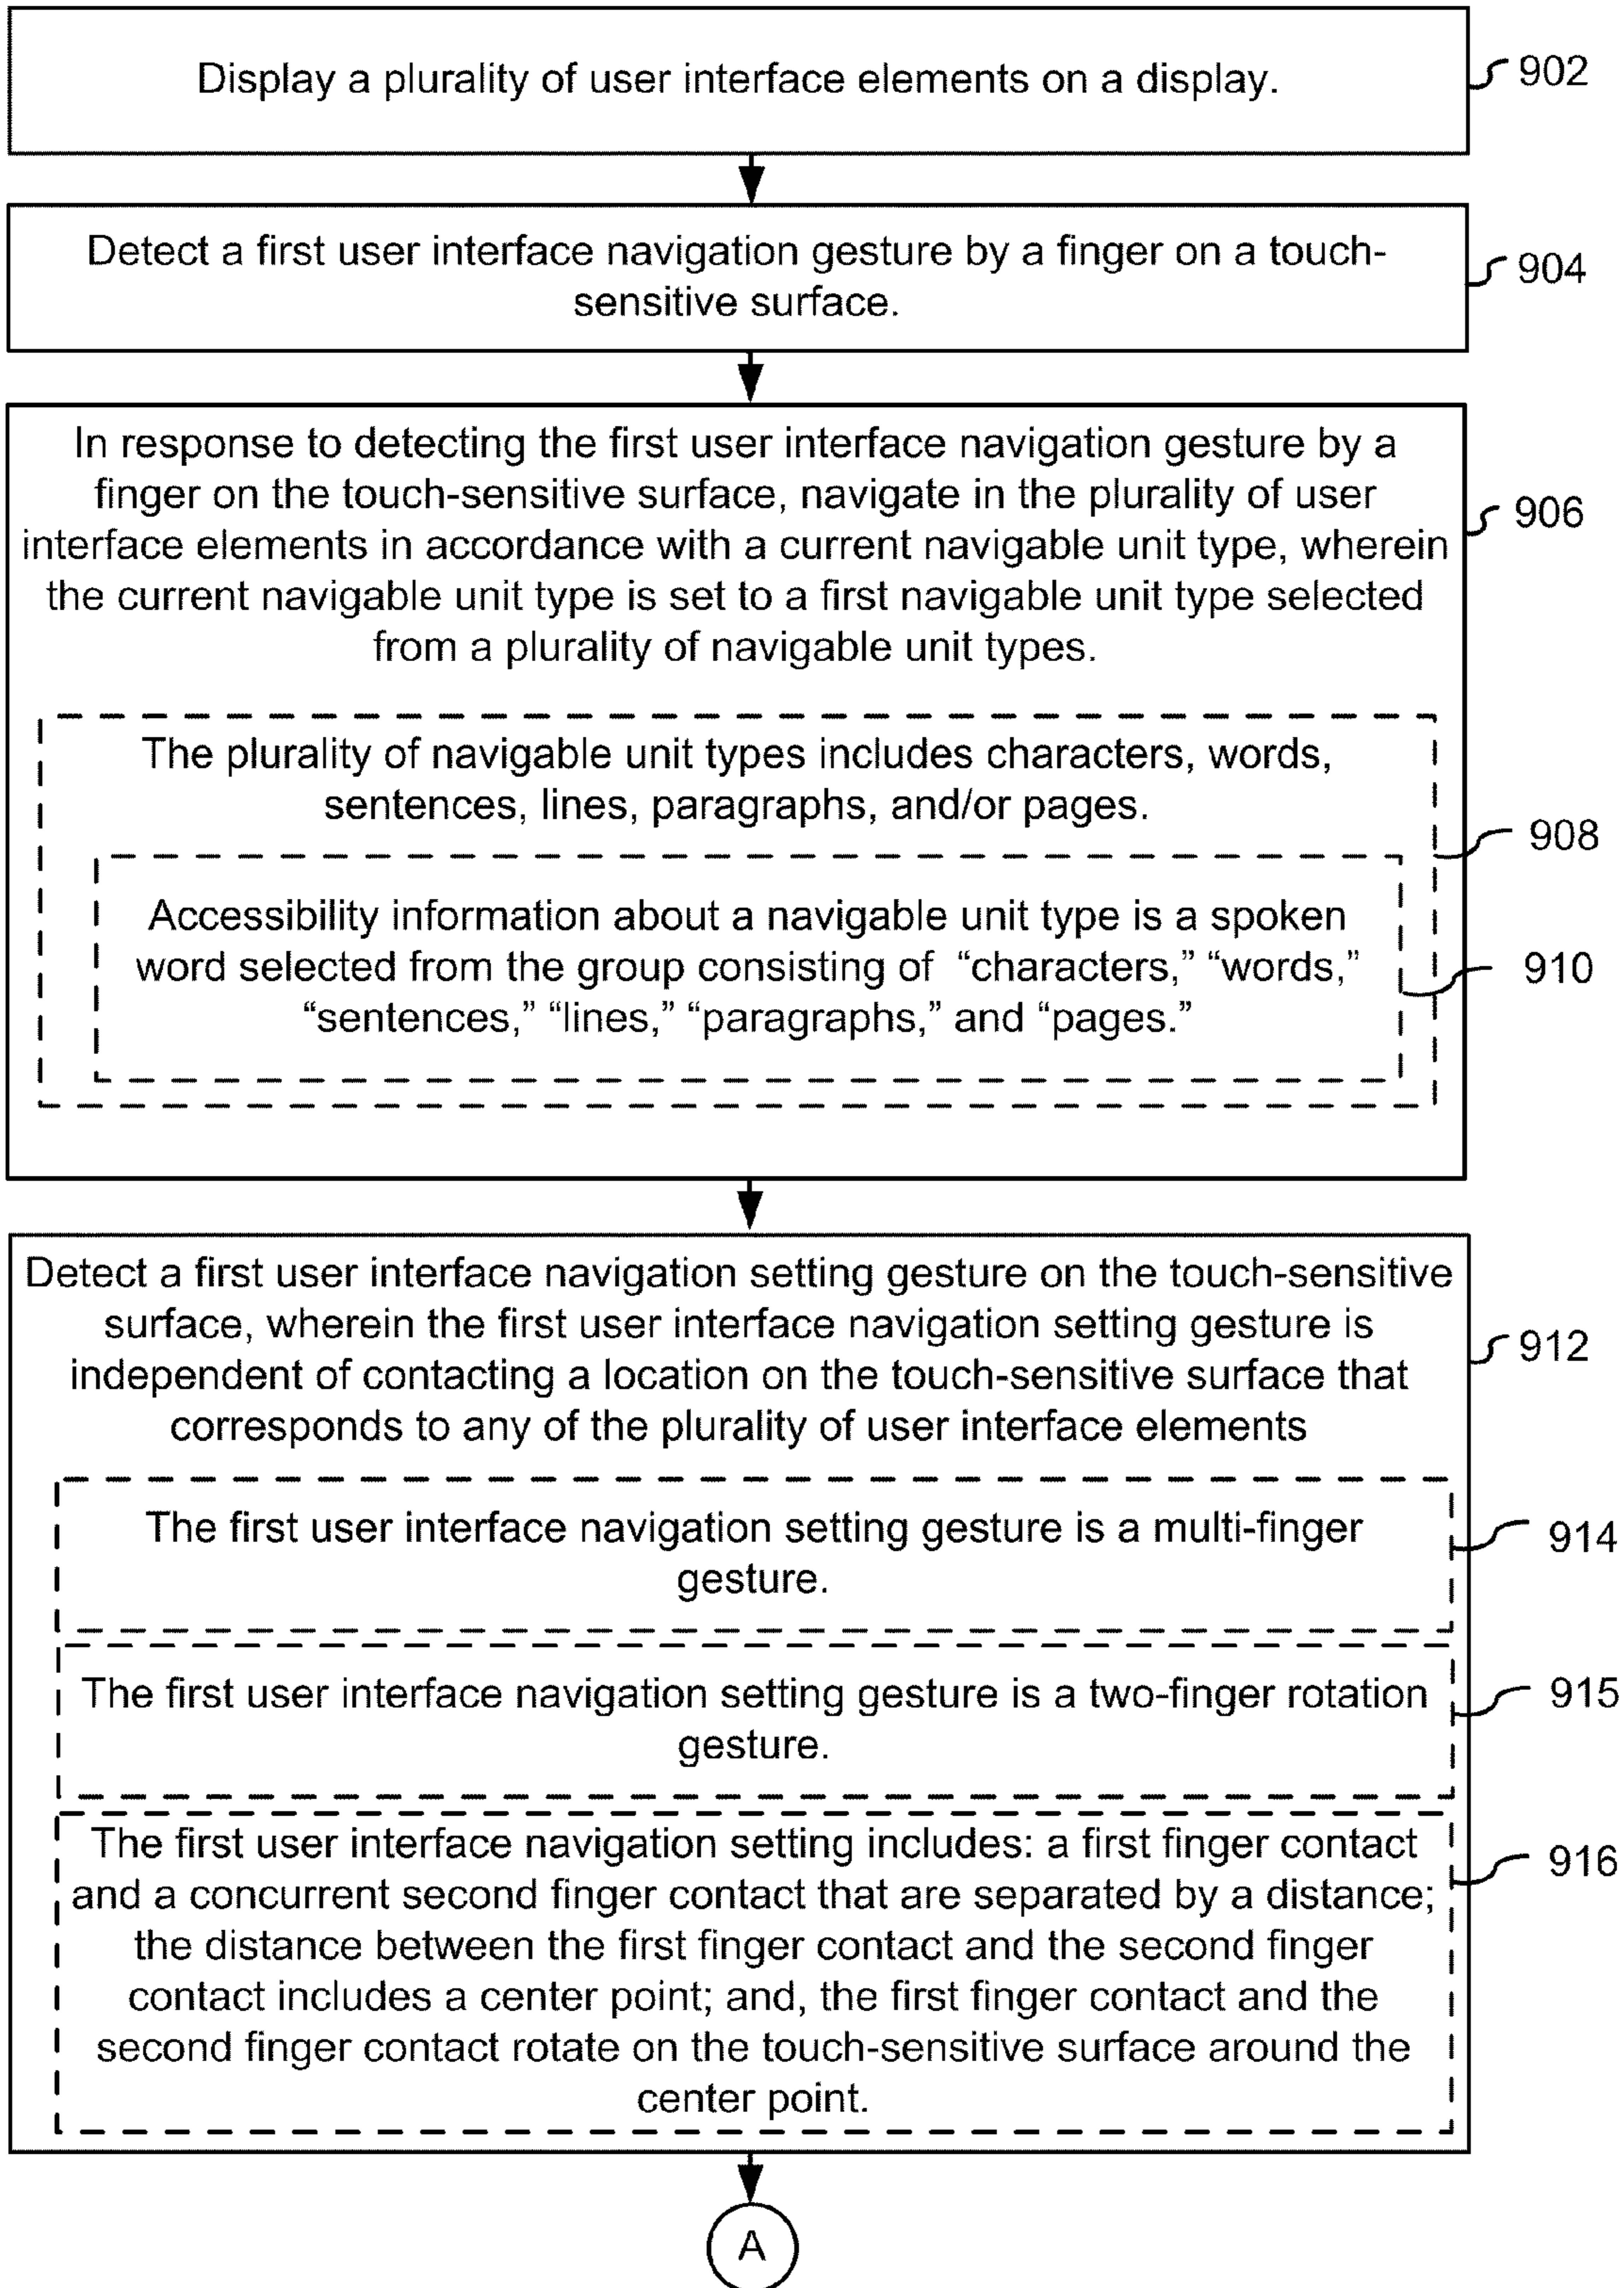 Display a plurality of user interface elements on a display.
902
Detect a first user interface navigation gesture by a finger on a touch-
sensitive surface.
904
In response to detecting the first user interface navigation gesture by a
finger on the touch-sensitive surface, navigate in the plurality of user
interface elements in accordance with a current navigable unit type, wherein
the current navigable unit type is set to a first navigable unit type selected
from a plurality of navigable unit types.
906
The plurality of navigable unit types includes characters, words,
sentences, lines, paragraphs, and/or pages.
908
Accessibility information about a navigable unit type is a spoken
word selected from the group consisting of “characters,” “words,”
“sentences,” “lines,” “paragraphs,” and “pages.”
910
Detect a first user interface navigation setting gesture on the touch-sensitive
surface, wherein the first user interface navigation setting gesture is
independent of contacting a location on the touch-sensitive surface that
corresponds to any of the plurality of user interface elements
912
The first user interface navigation setting gesture is a multi-finger
gesture.
914
The first user interface navigation setting gesture is a two-finger rotation
gesture.
915
The first user interface navigation setting includes: a first finger contact
and a concurrent second finger contact that are separated by a distance;
the distance between the first finger contact and the second finger
contact includes a center point; and, the first finger contact and the
second finger contact rotate on the touch-sensitive surface around the
center point.
916
A